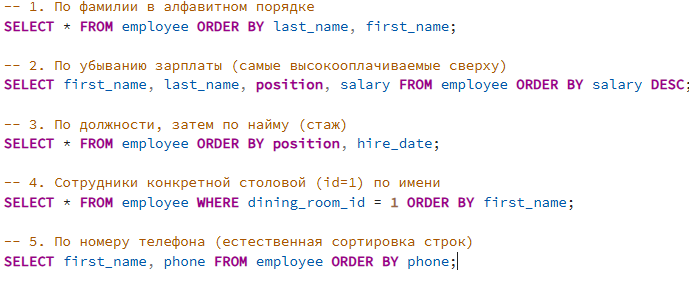 -- 1. По фамилии в алфавитном порядке
SELECT * FROM employee ORDER BY last_name, first_name;
-- 2. По убыванию зарплаты (самые высокооплачиваемые сверху)
SELECT first_name, last_name, position, salary FROM employee ORDER BY salary DESC;
-- 3. По должности, затем по найму (стаж)
SELECT * FROM employee ORDER BY position, hire_date;
-- 4. Сотрудники конкретной столовой (id=1) по имени
SELECT * FROM employee WHERE dining_room_id = 1 ORDER BY first_name;
-- 5. По номеру телефона (естественная сортировка строк)
SELECT first_name, phone FROM employee ORDER BY phone;